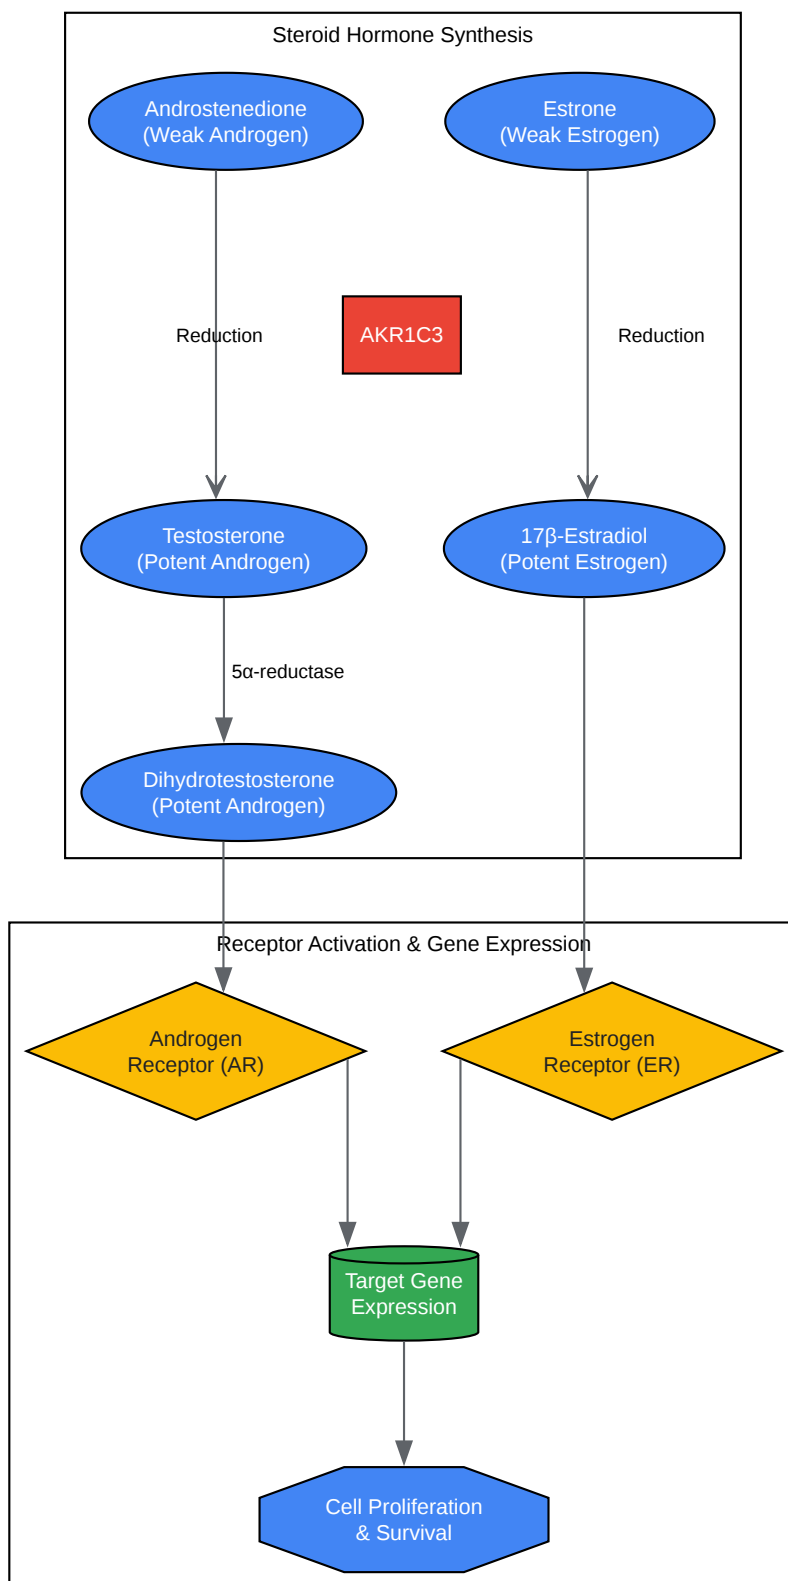 Steroid Hormone Synthesis
Androstenedione
(Weak Androgen)
Estrone
(Weak Estrogen)
Reduction
AKR1C3
Reduction
Testosterone
(Potent Androgen)
17β-Estradiol
(Potent Estrogen)
5α-reductase
Dihydrotestosterone
(Potent Androgen)
Receptor Activation & Gene Expression
Androgen
Receptor (AR)
Estrogen
Receptor (ER)
Target Gene
Expression
Cell Proliferation
& Survival